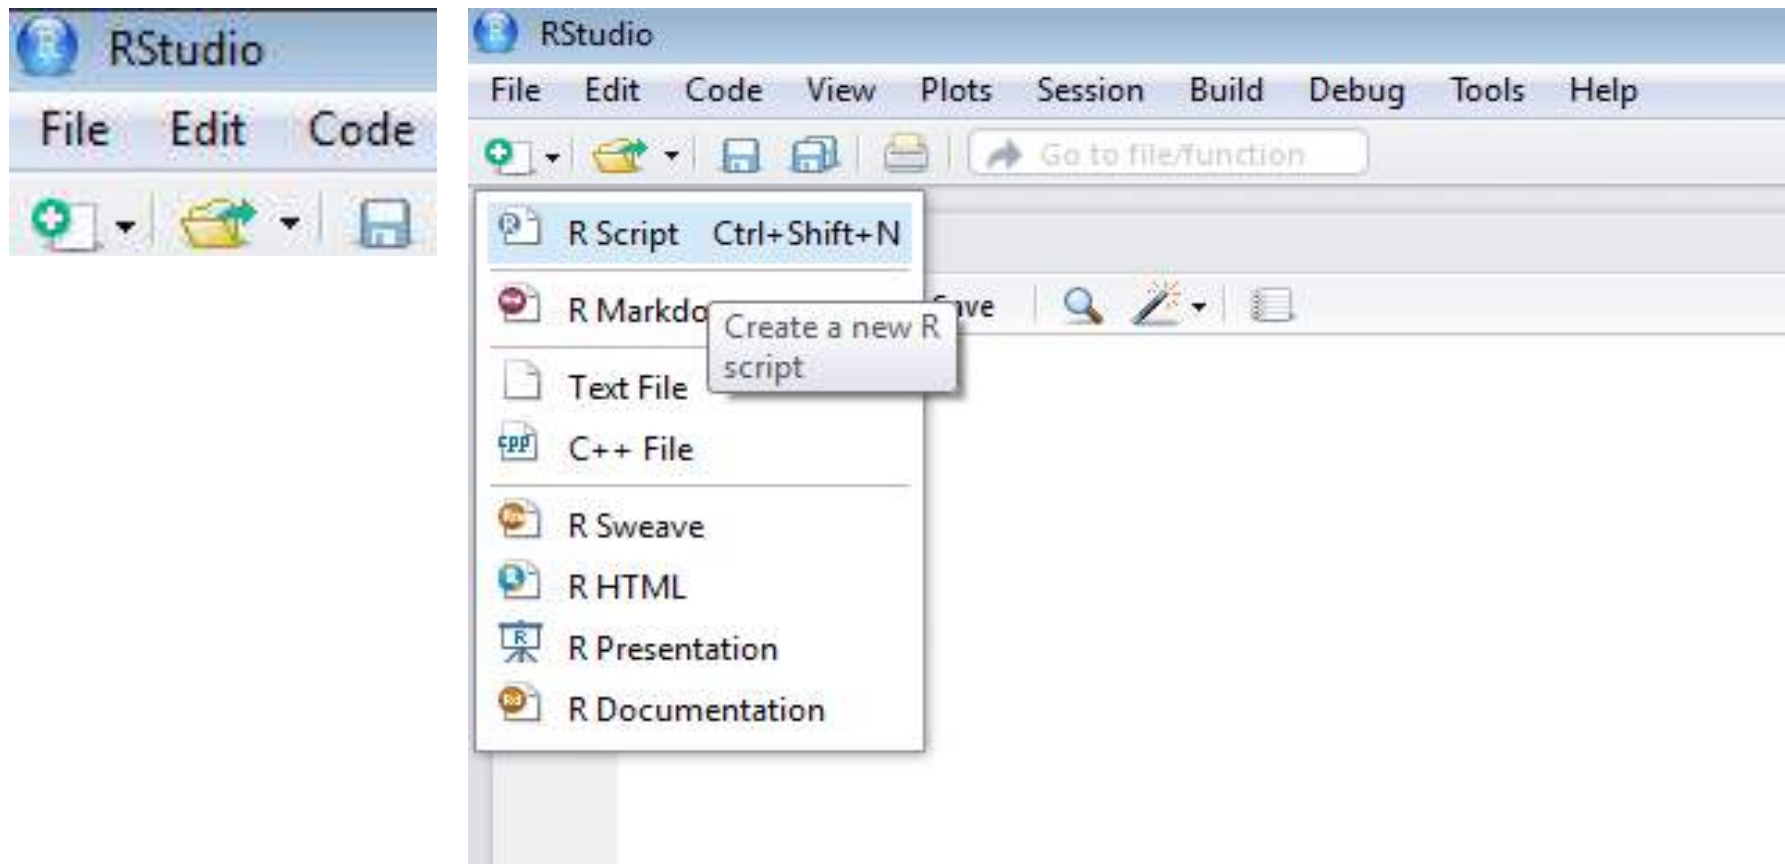 RStudio
File Edit Code
RStudio
File Edit Code View Plots Session Build Debug Tools Help
Go to file/function
R Script Ctrl+Shift+N
R Markdo
Create a new R
script
Text File
C++ File
R Sweave
R HTML
R Presentation
R Documentation